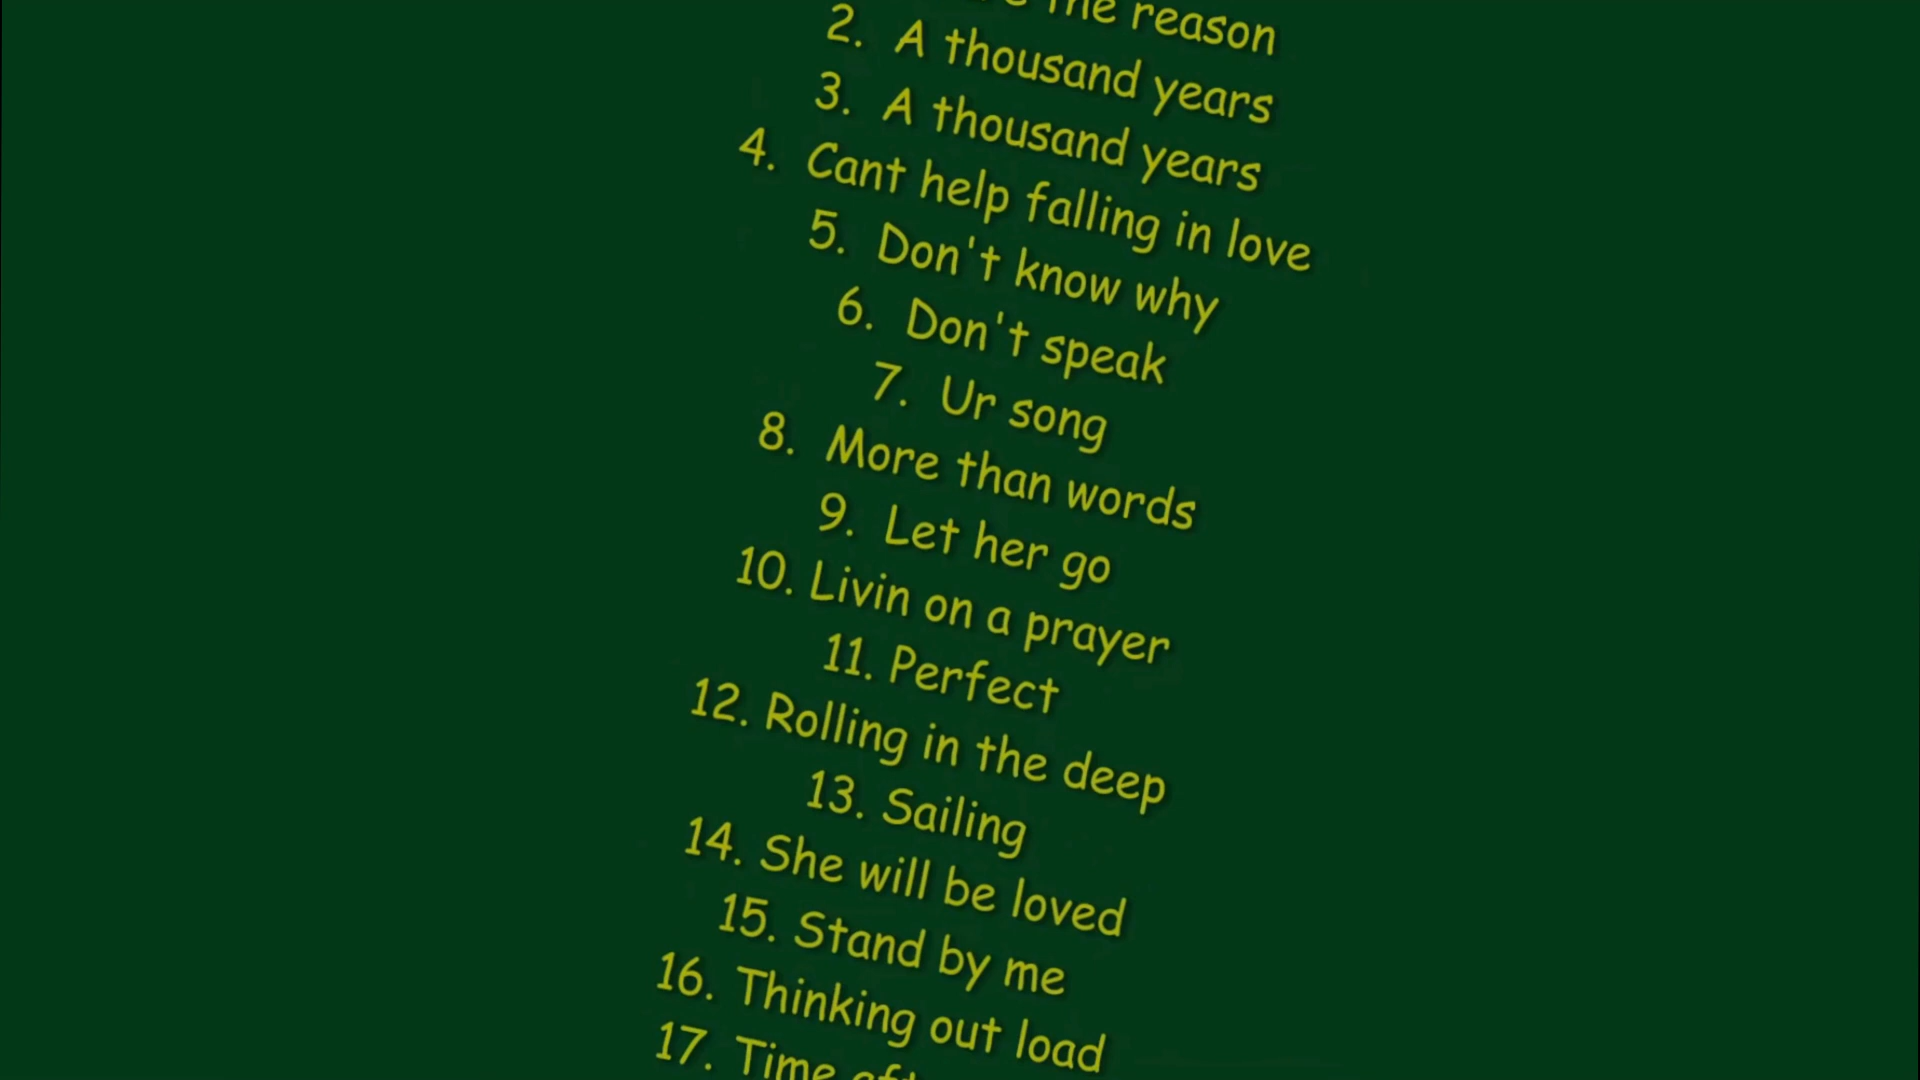 the reason
2. A thousand years
3. A thousand years
4. Cant help falling in love
5. Don't know why
6. Don't speak
7. Ur song
8. More than words
9. Let her go
10. Livin on a prayer
11. Perfect
12. Rolling in the deep
13. Sailing
14. She will be loved
15. Stand by me
16. Thinking out load
17. Time